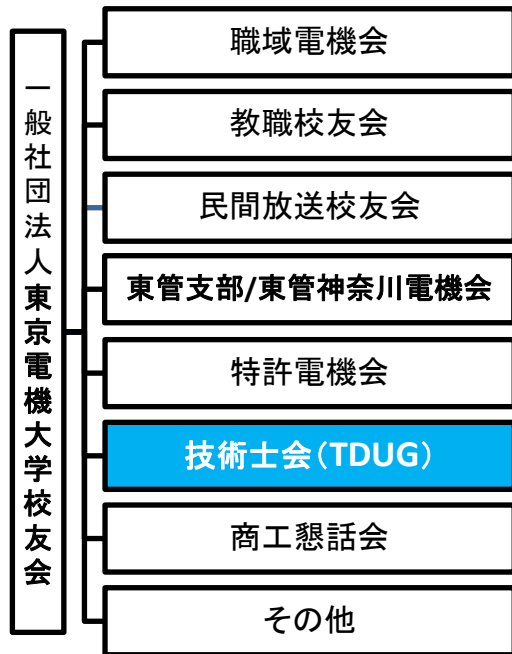 一般社団法人東京電機大学校友会
職域電機会
教職校友会
民間放送校友会
東管支部/東管神奈川電機会
特許電機会
技術士会（TDUG）
商工懇話会
その他